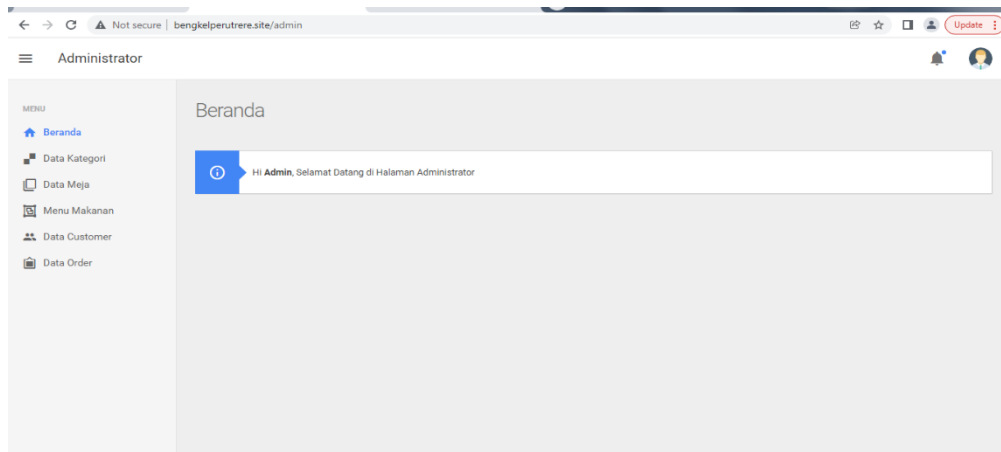 Not secure | bengkelperutrere.site/admin
Update
Administrator
MENU
Beranda
Data Kategori
Data Meja
Menu Makanan
Data Customer
Data Order
Beranda
Hi Admin, Selamat Datang di Halaman Administrator